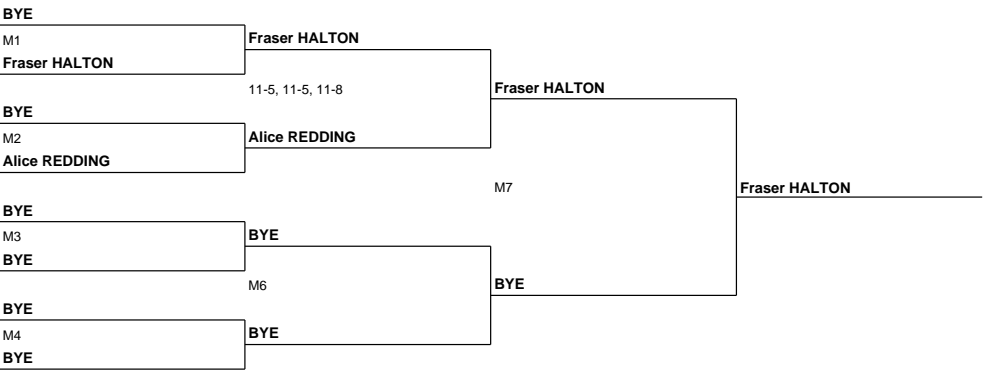 BYE
M1
Fraser HALTON
Fraser HALTON
11-5, 11-5, 11-8
Fraser HALTON
BYE
M2
Alice REDDING
Alice REDDING
M7
Fraser HALTON
BYE
M3
BYE
BYE
M6
BYE
BYE
M4
BYE
BYE